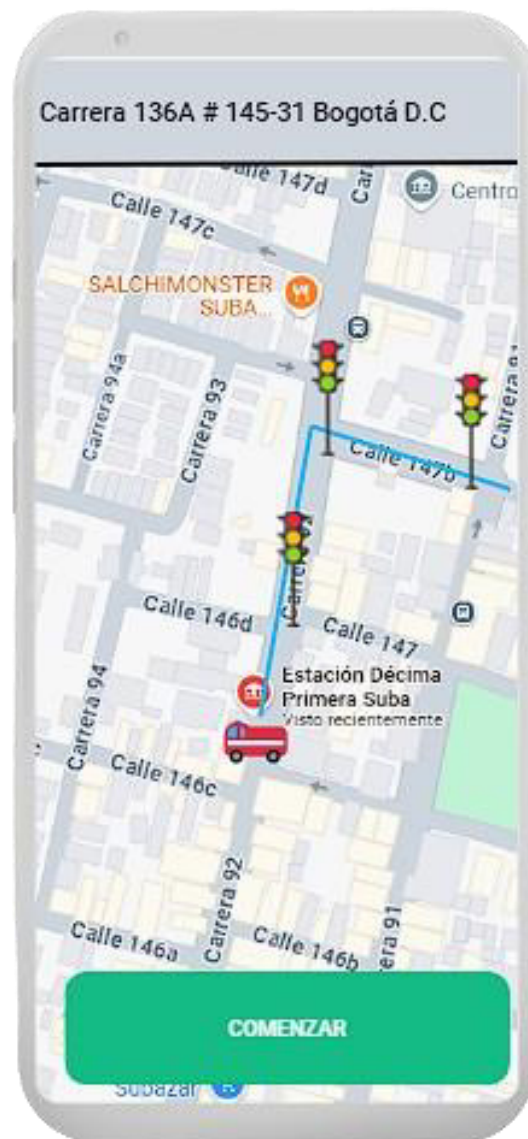 Carrera 136A # 145-31 Bogotá D.C
Calle 147d
Centro
Calle 147c
SALCHIMONSTER
SUBA...
Carrera 94a
Carrera 93
Calle 147b
Calle 146d
Calle 147
Estación Décima
Primera Suba
Visto recientemente
Carrera 94
Calle 146c
Carrera 92
Calle 146a
Calle 146b
COMENZAR
Subazar